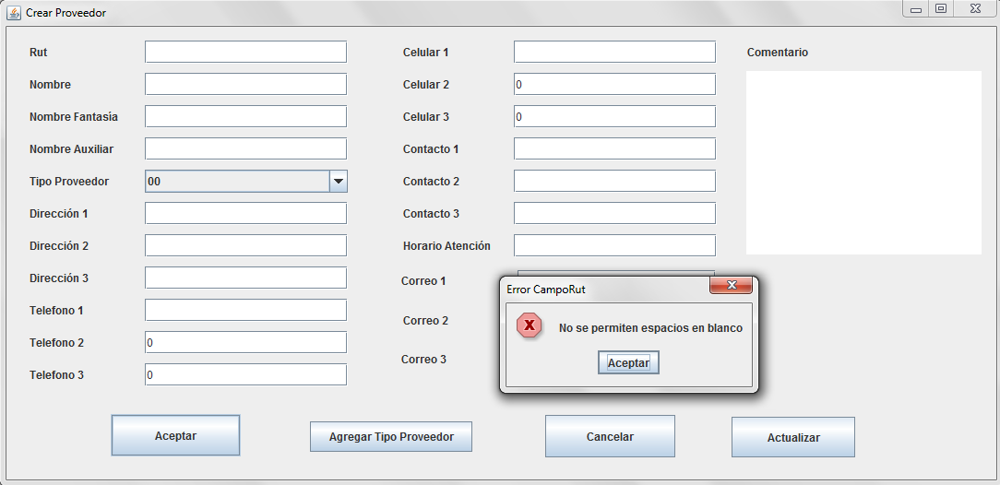 Crear Proveedor
Rut
Nombre
Nombre Fantasía
Nombre Auxiliar
Tipo Proveedor 00
Dirección 1
Dirección 2
Dirección 3
Telefono 1
Telefono 2 0
Telefono 3 0
Celular 1
Celular 2 0
Celular 3 0
Contacto 1
Contacto 2
Contacto 3
Horario Atención
Correo 1
Correo 2
Correo 3
Comentario
Error CampoRut
No se permiten espacios en blanco
Aceptar
Aceptar
Agregar Tipo Proveedor
Cancelar
Actualizar